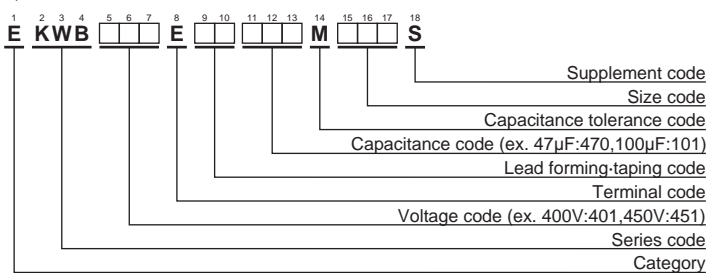 1 2 3 4 5 6 7 8 9 10 11 12 13 14 15 16 17 18
E KWB □□□ E □□ □□□ M □□□ S
Supplement code
Size code
Capacitance tolerance code
Capacitance code (ex. 47μF:470,100μF:101)
Lead forming·taping code
Terminal code
Voltage code (ex. 400V:401,450V:451)
Series code
Category